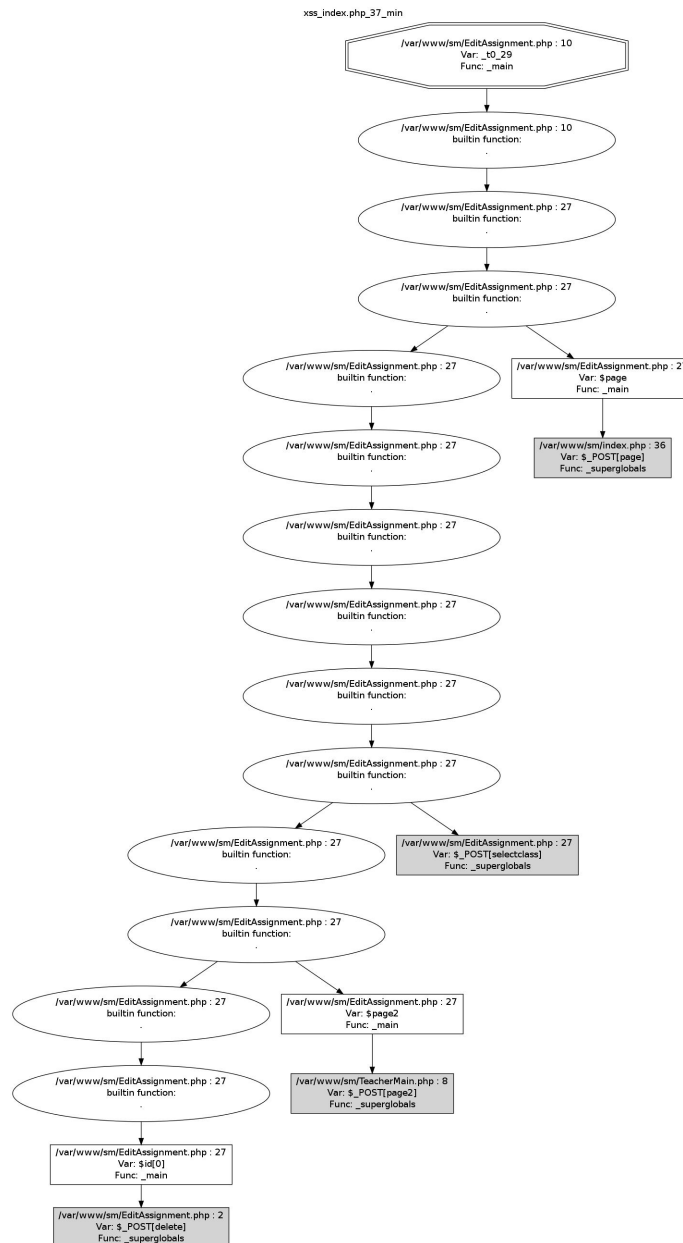 xss_index.php_37_min
/var/www/sm/EditAssignment.php : 10
Var: _t0_29
Func: _main
/var/www/sm/EditAssignment.php : 10
builtin function:
.
/var/www/sm/EditAssignment.php : 27
builtin function:
.
/var/www/sm/EditAssignment.php : 27
builtin function:
.
/var/www/sm/EditAssignment.php : 27
builtin function:
.
/var/www/sm/EditAssignment.php : 27
Var: $page
Func: _main
/var/www/sm/EditAssignment.php : 27
builtin function:
.
/var/www/sm/index.php : 36
Var: $_POST[page]
Func: _superglobals
/var/www/sm/EditAssignment.php : 27
builtin function:
.
/var/www/sm/EditAssignment.php : 27
builtin function:
.
/var/www/sm/EditAssignment.php : 27
builtin function:
.
/var/www/sm/EditAssignment.php : 27
builtin function:
.
/var/www/sm/EditAssignment.php : 27
builtin function:
.
/var/www/sm/EditAssignment.php : 27
Var: $_POST[selectclass]
Func: _superglobals
/var/www/sm/EditAssignment.php : 27
builtin function:
.
/var/www/sm/EditAssignment.php : 27
builtin function:
.
/var/www/sm/EditAssignment.php : 27
Var: $page2
Func: _main
/var/www/sm/EditAssignment.php : 27
builtin function:
.
/var/www/sm/TeacherMain.php : 8
Var: $_POST[page2]
Func: _superglobals
/var/www/sm/EditAssignment.php : 27
Var: $id[0]
Func: _main
/var/www/sm/EditAssignment.php : 2
Var: $_POST[delete]
Func: _superglobals